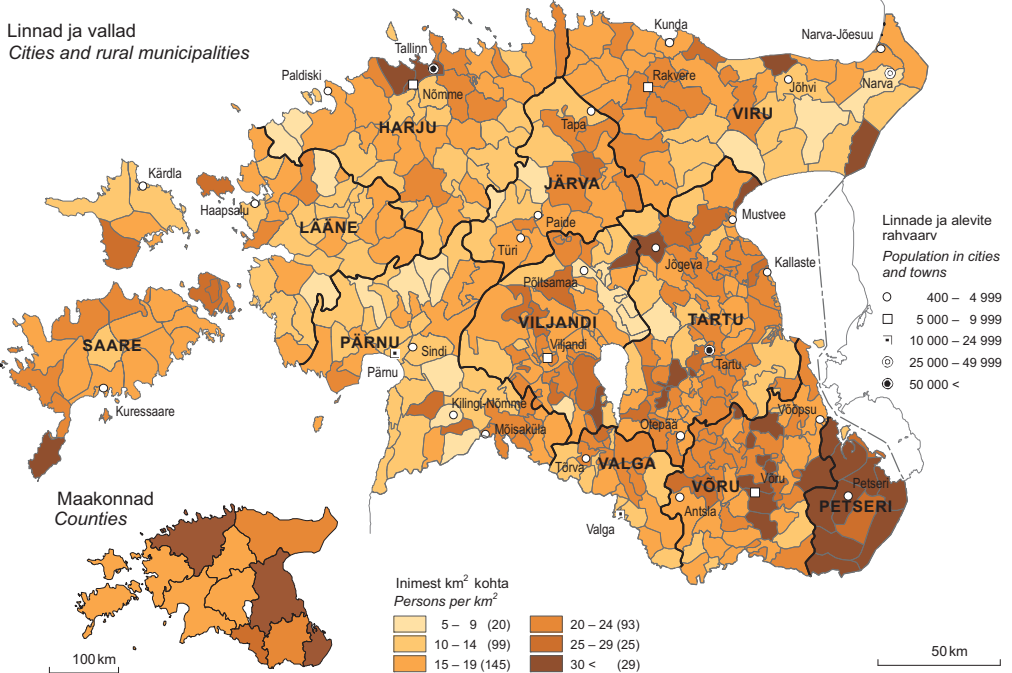 Linnad ja vallad
Cities and rural municipalities
Kunda
Narva-Jõesuu
Tallinn
Paldiski
Nõmme
Rakvere
Jõhvi
Narva
HARJU
VIRU
Tapa
Kärdla
JÄRVA
Haapsalu
LÄÄNE
Paide
Mustvee
Türi
Jõgeva
Kallaste
Põltsamaa
SAARE
PÄRNU
VILJANDI
TARTU
Sindi
Viljandi
Pärnu
Tartu
Kuressaare
Kilingi-Nõmme
Mõisaküla
Otepää
Vööpsu
Tõrva
VALGA
VÕRU
Võru
Petseri
Antsla
PETSERI
Valga
Linnade ja alevite
rahvaarv
Population in cities
and towns
400 – 4 999
5 000 – 9 999
10 000 – 24 999
25 000 – 49 999
50 000 <
Maakonnad
Counties
100 km
Inimest km² kohta
Persons per km²
5 – 9 (20)
10 – 14 (99)
15 – 19 (145)
20 – 24 (93)
25 – 29 (25)
30 < (29)
50 km